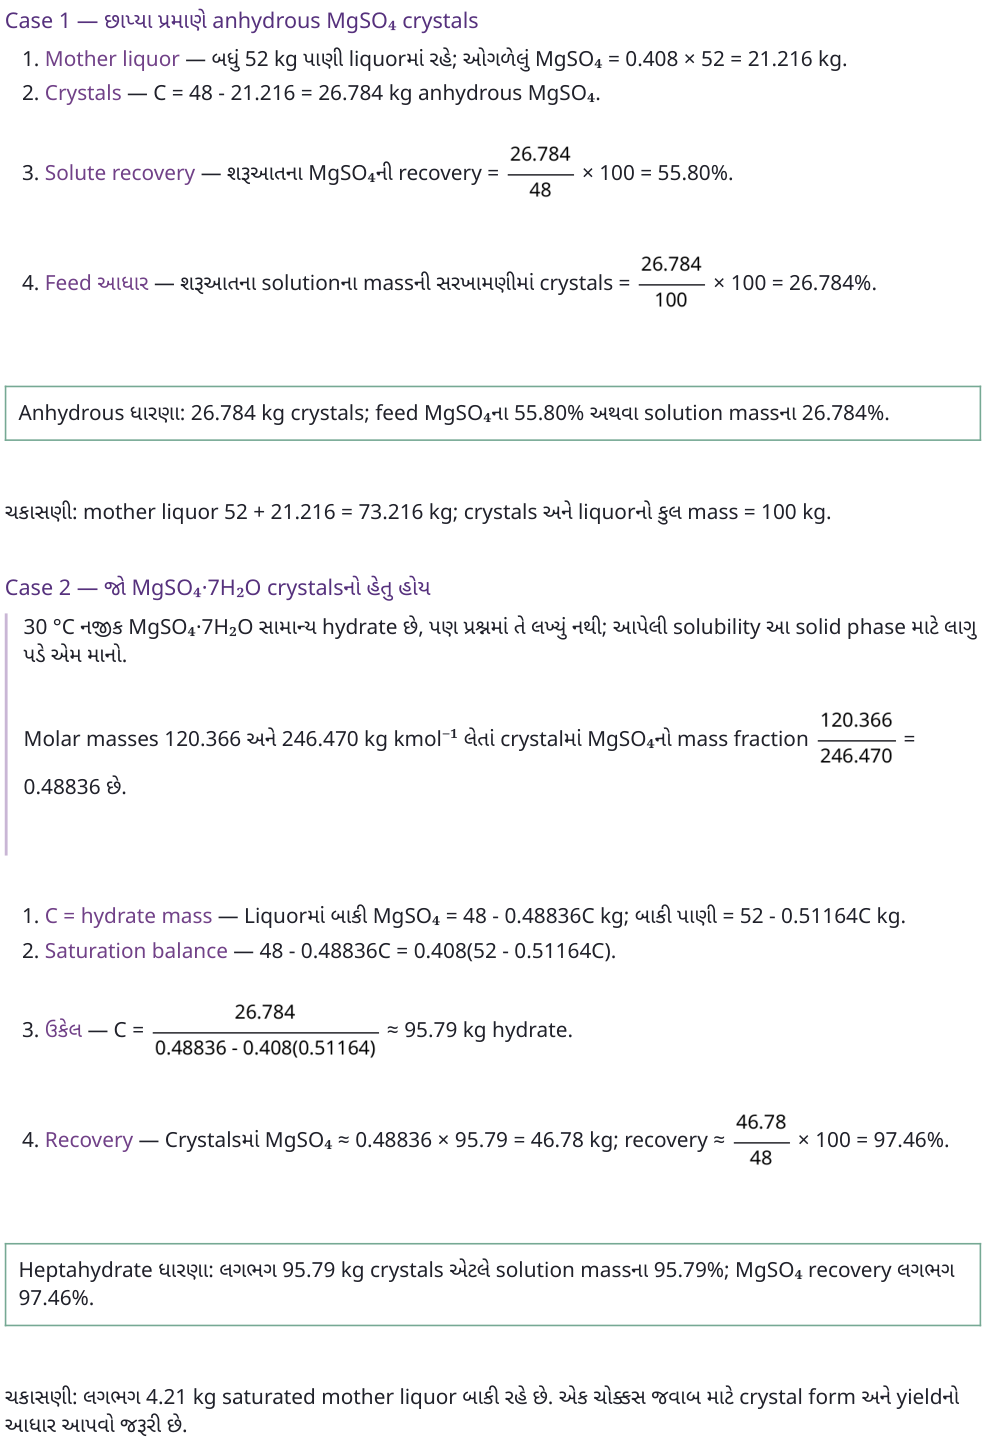 Case 1 — છાપ્યા પ્રમાણે anhydrous MgSO₄ crystals
1. Mother liquor — બધું 52 kg પાણી liquorમાં રહે; ઓગળેલું MgSO₄ = 0.408 × 52 = 21.216 kg.
2. Crystals — C = 48 - 21.216 = 26.784 kg anhydrous MgSO₄.
3. Solute recovery — શરૂઆતના MgSO₄ની recovery = 26.784/48 × 100 = 55.80%.
4. Feed આધાર — શરૂઆતના solutionના massની સરખામણીમાં crystals = 26.784/100 × 100 = 26.784%.
Anhydrous ધારણા: 26.784 kg crystals; feed MgSO₄ના 55.80% અથવા solution massના 26.784%.
ચકાસણી: mother liquor 52 + 21.216 = 73.216 kg; crystals અને liquorનો કુલ mass = 100 kg.
Case 2 — જો MgSO₄·7H₂O crystalsનો હેતુ હોય
30 °C નજીક MgSO₄·7H₂O સામાન્ય hydrate છે, પણ પ્રશ્નમાં તે લખ્યું નથી; આપેલી solubility આ solid phase માટે લાગુ
પડે એમ માનો.
Molar masses 120.366 અને 246.470 kg kmol⁻¹ લેતાં crystalમાં MgSO₄નો mass fraction 120.366/246.470 =
0.48836 છે.
1. C = hydrate mass — Liquorમાં બાકી MgSO₄ = 48 - 0.48836C kg; બાકી પાણી = 52 - 0.51164C kg.
2. Saturation balance — 48 - 0.48836C = 0.408(52 - 0.51164C).
3. ઉકેલ — C = 26.784/0.48836 - 0.408(0.51164) ≈ 95.79 kg hydrate.
4. Recovery — Crystalsમાં MgSO₄ ≈ 0.48836 × 95.79 = 46.78 kg; recovery ≈ 46.78/48 × 100 = 97.46%.
Heptahydrate ધારણા: લગભગ 95.79 kg crystals એટલે solution massના 95.79%; MgSO₄ recovery લગભગ
97.46%.
ચકાસણી: લગભગ 4.21 kg saturated mother liquor બાકી રહે છે. એક ચોક્કસ જવાબ માટે crystal form અને yieldનો
આધાર આપવો જરૂરી છે.